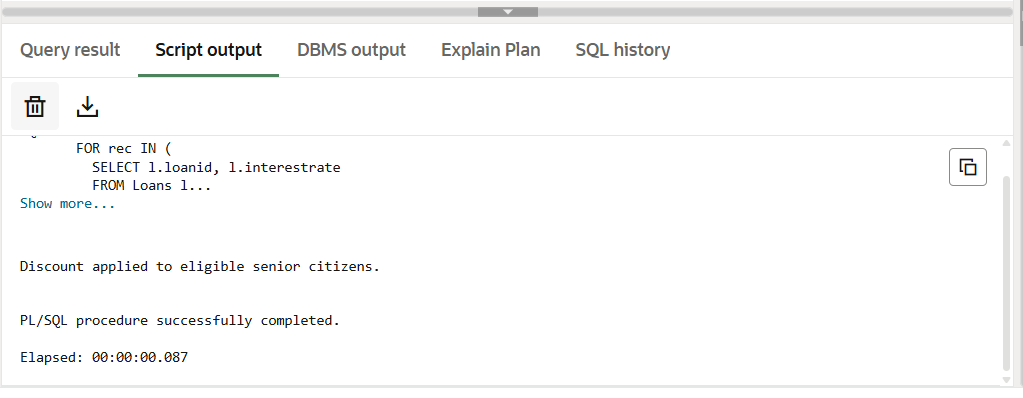 Query result Script output DBMS output Explain Plan SQL history
FOR rec IN (
SELECT l.loanid, l.interestrate
FROM Loans l...
Show more...
Discount applied to eligible senior citizens.
PL/SQL procedure successfully completed.
Elapsed: 00:00:00.087